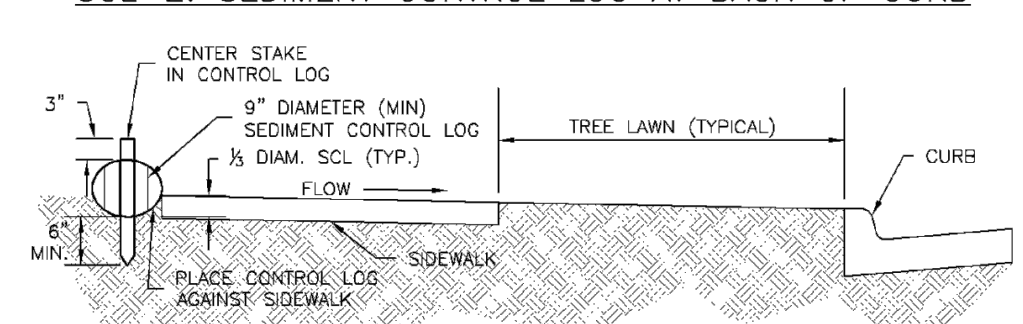 CENTER STAKE
IN CONTROL LOG
3"
9" DIAMETER (MIN)
SEDIMENT CONTROL LOG
TREE LAWN (TYPICAL)
⅓ DIAM. SCL (TYP.)
CURB
FLOW
6"
MIN.
SIDEWALK
PLACE CONTROL LOG
AGAINST SIDEWALK